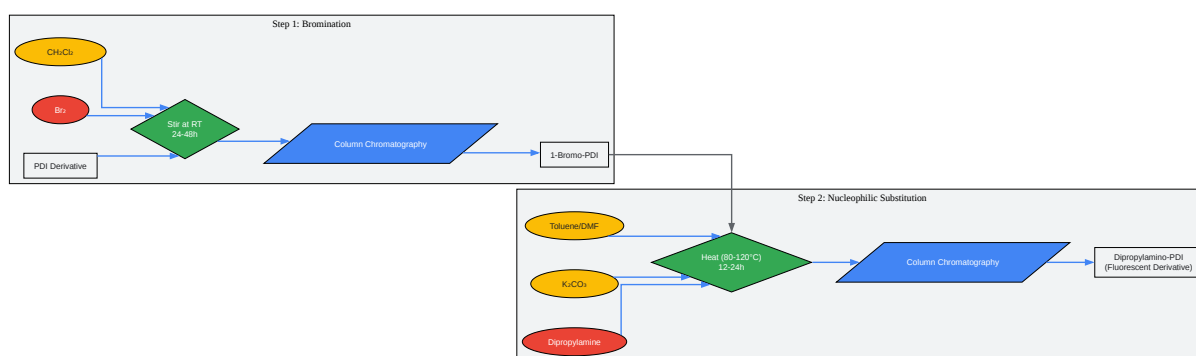 Step 1: Bromination
CH₂Cl₂
Br₂
PDI Derivative
Stir at RT
24-48h
Column Chromatography
1-Bromo-PDI
Step 2: Nucleophilic Substitution
Toluene/DMF
K₂CO₃
Dipropylamine
Heat (80-120°C)
12-24h
Column Chromatography
Dipropylamino-PDI
(Fluorescent Derivative)